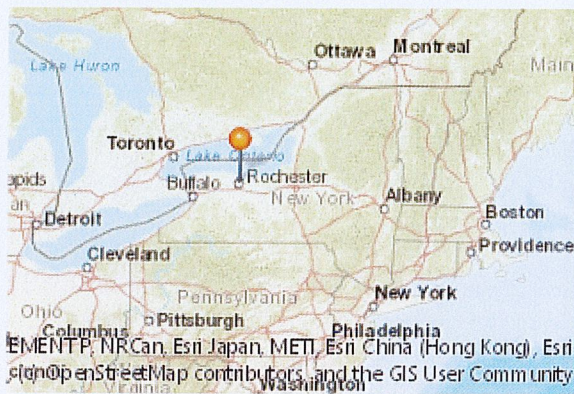 Ottawa
Montreal
Lake Huron
Main
Toronto
Lake Ontario
Rochester
Buffalo
New York
Albany
Boston
Detroit
Providence
Cleveland
Pennsylvania
New York
Ohio
Columbus
Pittsburgh
Philadelphia
EMENT P, NRCan, Esri Japan, METI, Esri China (Hong Kong), Esri
(c) OpenStreetMap contributors, and the GIS User Community
Virginia
Washington